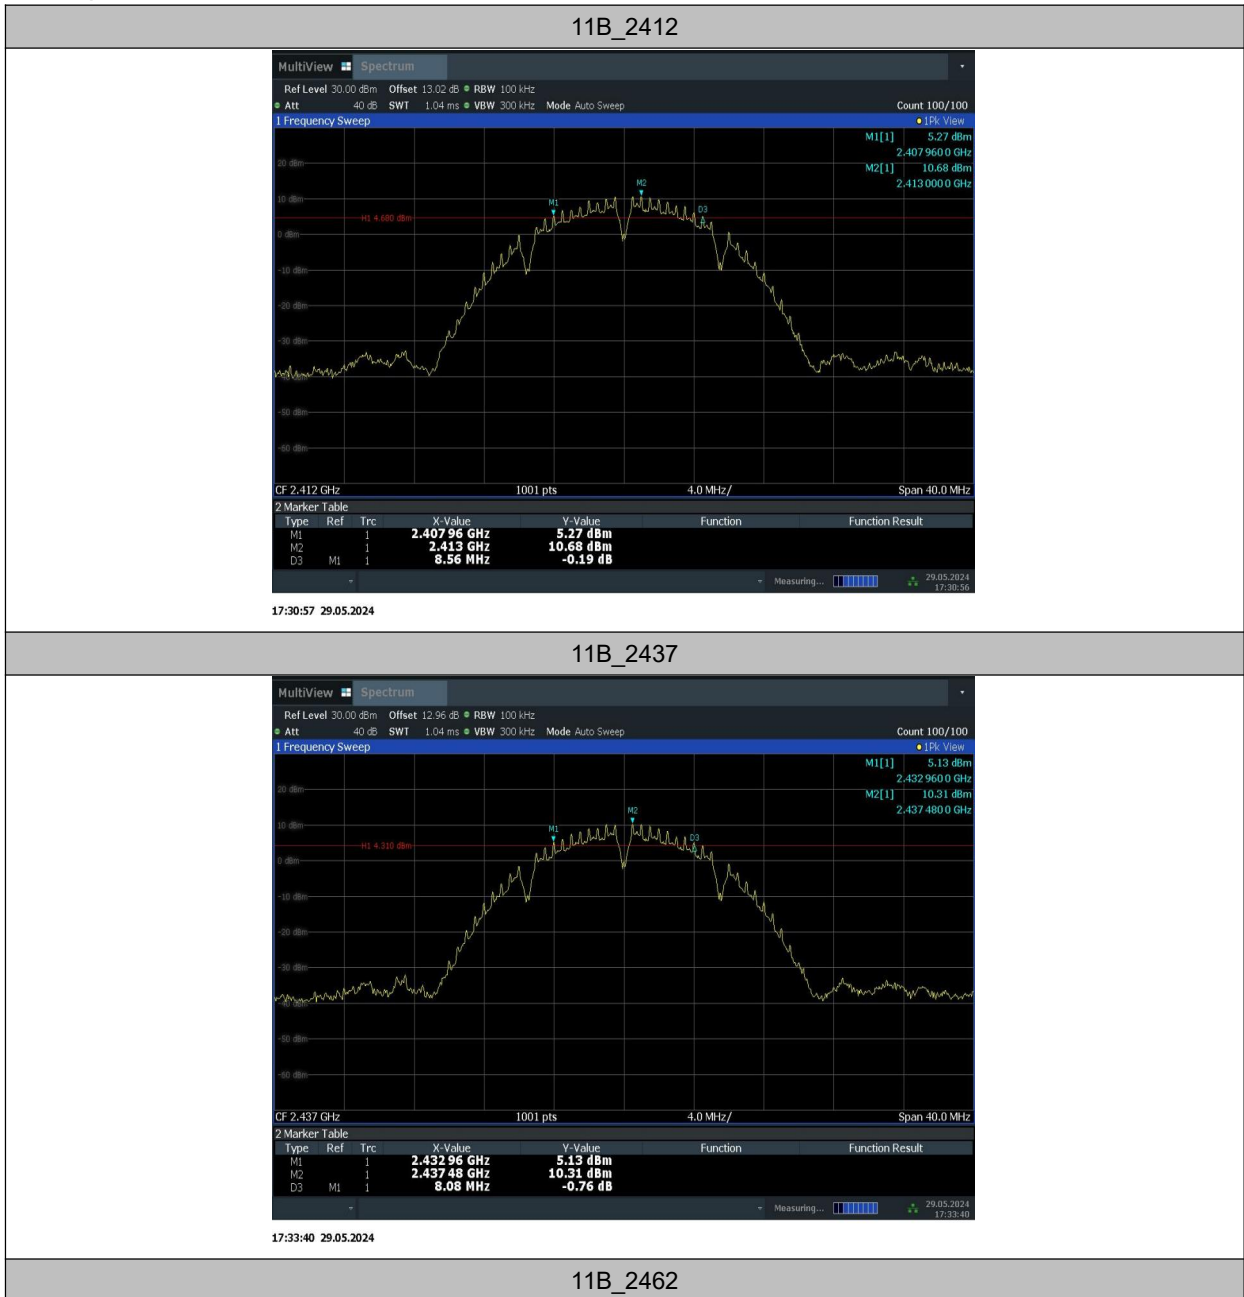 11B_2412
MultiView Spectrum
Ref Level 30.00 dBm Offset 13.02 dB RBW 100 kHz
Att 40 dB SWT 1.04 ms VBW 300 kHz Mode Auto Sweep Count 100/100
1 Frequency Sweep 1Pk View
M1[1] 5.27 dBm
2.407 960 0 GHz
20 dBm M2[1] 10.68 dBm
2.413 000 0 GHz
M2
10 dBm M1 D3
H1 4.680 dBm
0 dBm
-10 dBm
-20 dBm
-30 dBm
-40 dBm
-50 dBm
-60 dBm
CF 2.412 GHz 1001 pts 4.0 MHz/ Span 40.0 MHz
2 Marker Table
Type Ref Trc X-Value Y-Value Function Function Result
M1 1 2.407 96 GHz 5.27 dBm
M2 1 2.413 GHz 10.68 dBm
D3 M1 1 8.56 MHz -0.19 dB
Measuring... 29.05.2024
17:30:56
17:30:57 29.05.2024
11B_2437
MultiView Spectrum
Ref Level 30.00 dBm Offset 12.96 dB RBW 100 kHz
Att 40 dB SWT 1.04 ms VBW 300 kHz Mode Auto Sweep Count 100/100
1 Frequency Sweep 1Pk View
M1[1] 5.13 dBm
2.432 960 0 GHz
20 dBm M2[1] 10.31 dBm
2.437 480 0 GHz
M2
10 dBm M1 D3
H1 4.310 dBm
0 dBm
-10 dBm
-20 dBm
-30 dBm
-40 dBm
-50 dBm
-60 dBm
CF 2.437 GHz 1001 pts 4.0 MHz/ Span 40.0 MHz
2 Marker Table
Type Ref Trc X-Value Y-Value Function Function Result
M1 1 2.432 96 GHz 5.13 dBm
M2 1 2.437 48 GHz 10.31 dBm
D3 M1 1 8.08 MHz -0.76 dB
Measuring... 29.05.2024
17:33:40
17:33:40 29.05.2024
11B_2462